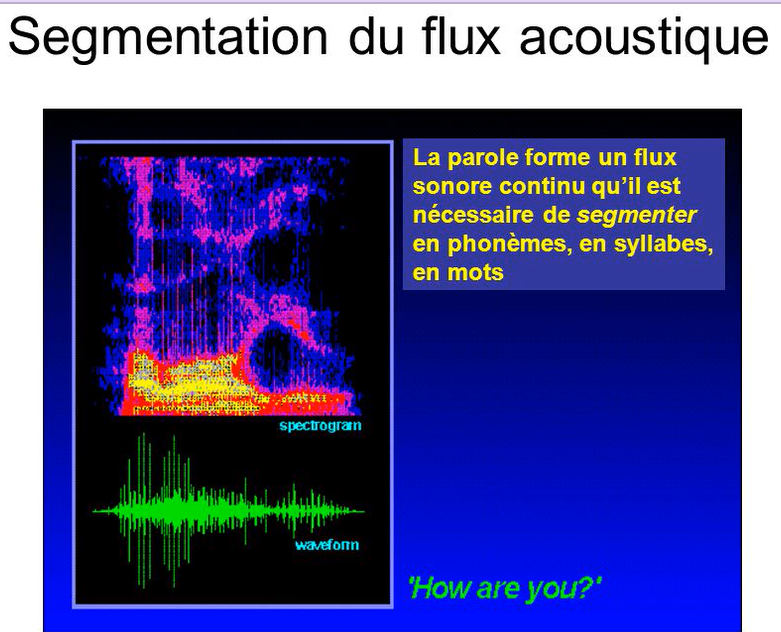 Segmentation du flux acoustique
La parole forme un flux
sonore continu qu’il est
nécessaire de segmenter
en phonèmes, en syllabes,
en mots
spectrogram
waveform
'How are you?'